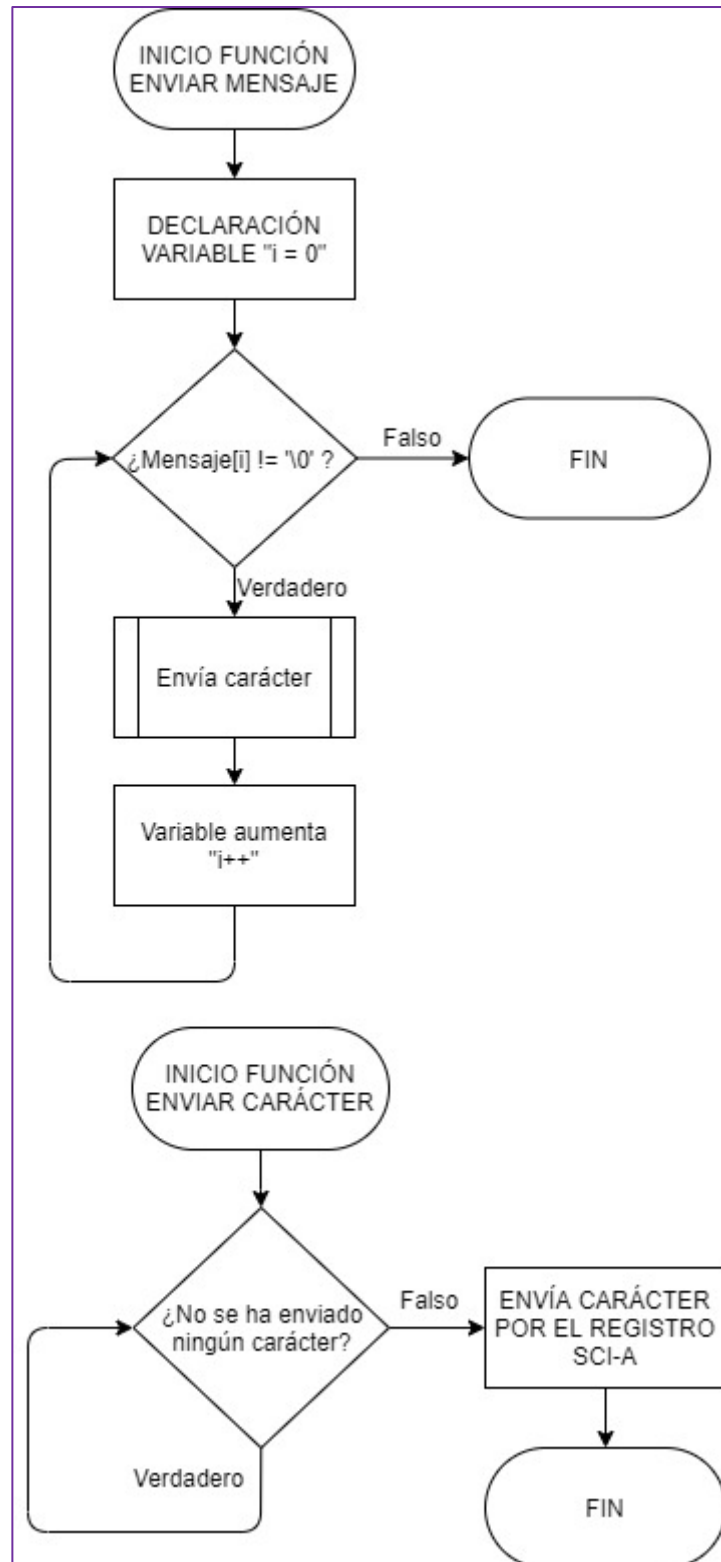 INICIO FUNCIÓN
ENVIAR MENSAJE
DECLARACIÓN
VARIABLE "i = 0"
¿Mensaje[i] != '\0' ?
Falso
FIN
Verdadero
Envía carácter
Variable aumenta
"i++"
INICIO FUNCIÓN
ENVIAR CARÁCTER
¿No se ha enviado
ningún carácter?
Falso
ENVÍA CARÁCTER
POR EL REGISTRO
SCI-A
Verdadero
FIN